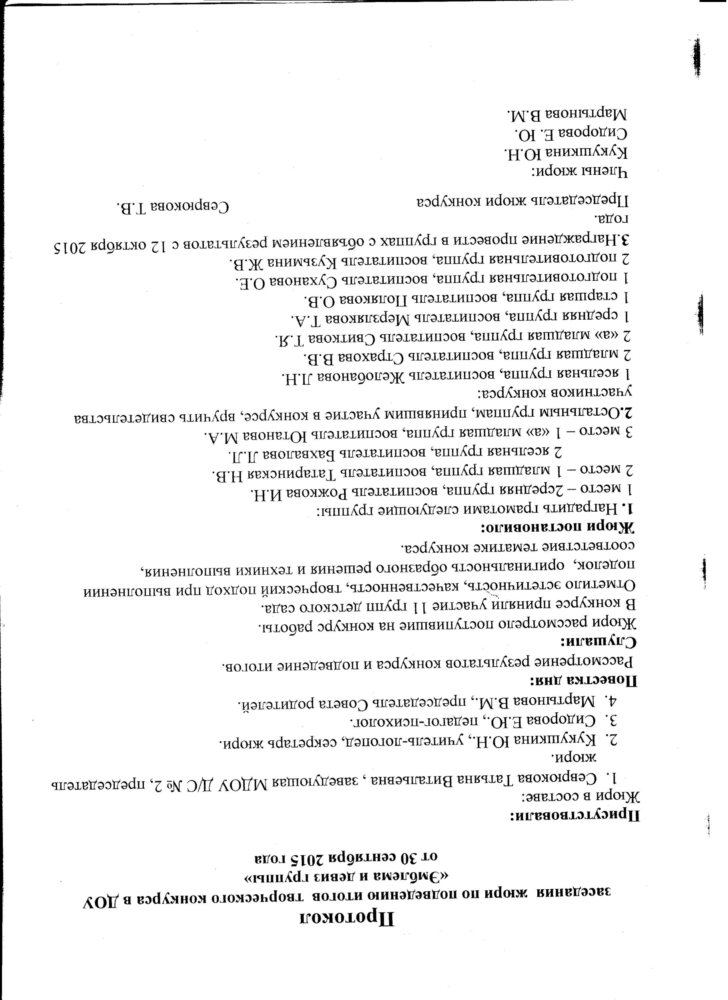 Протокол
заседания жюри по подведению итогов творческого конкурса в ДОУ
«Эмблема и девиз группы»
от 30 сентября 2015 года
Присутствовали:
Жюри в составе:
1. Севрюкова Татьяна Витальевна , заведующая МДОУ Д/С № 2, председатель
жюри.
2. Кукушкина Ю.Н., учитель-логопед, секретарь жюри.
3. Сидорова Е.Ю., педагог-психолог.
4. Мартынова В.М., председатель Совета родителей.
Повестка дня:
Рассмотрение результатов конкурса и подведение итогов.
Слушали:
Жюри рассмотрело поступившие на конкурс работы.
В конкурсе приняли участие 11 групп детского сада.
Отметило эстетичность, качественность, творческий подход при выполнении
поделок, оригинальность образного решения и техники выполнения,
соответствие тематике конкурса.
Жюри постановило:
1. Наградить грамотами следующие группы:
1 место – 2средняя группа, воспитатель Рожкова И.Н.
2 место – 1 младшая группа, воспитатель Татаринская Н.В.
2 ясельная группа, воспитатель Бахвалова Л.Л.
3 место – 1 «а» младшая группа, воспитатель Ютанова М.А.
2.Остальным группам, принявшим участие в конкурсе, вручить свидетельства
участников конкурса:
1 ясельная группа, воспитатель Желобанова Л.Н.
2 младшая группа, воспитатель Страхова В.В.
2 «а» младшая группа, воспитатель Свиткова Т.Я.
1 средняя группа, воспитатель Мерзлякова Т.А.
1 старшая группа, воспитатель Полякова О.В.
1 подготовительная группа, воспитатель Суханова О.Е.
2 подготовительная группа, воспитатель Кузьмина Ж.В.
3.Награждение провести в группах с объявлением результатов с 12 октября 2015
года.
Председатель жюри конкурса Севрюкова Т.В.
Члены жюри:
Кукушкина Ю.Н.
Сидорова Е. Ю.
Мартынова В.М.